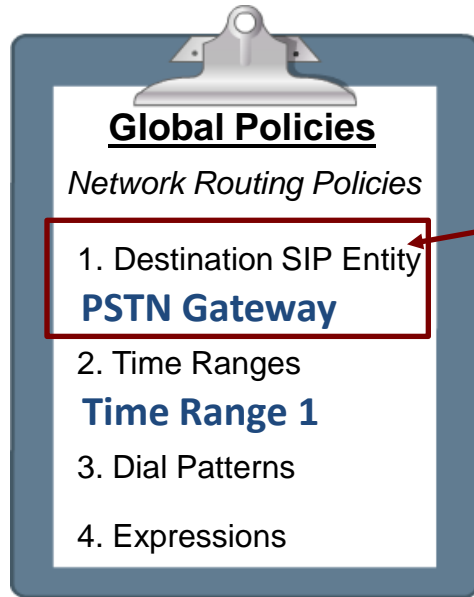 Global Policies
Network Routing Policies
1. Destination SIP Entity
PSTN Gateway
2. Time Ranges
Time Range 1
3. Dial Patterns
4. Expressions